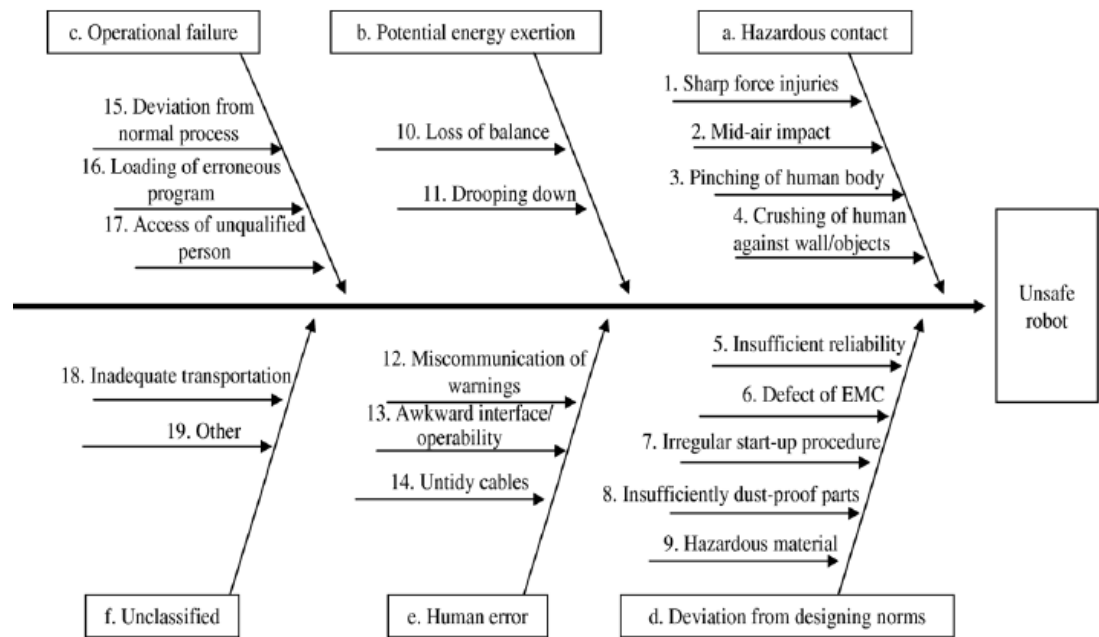 c. Operational failure
b. Potential energy exertion
a. Hazardous contact
15. Deviation from
normal process
16. Loading of erroneous
program
17. Access of unqualified
person
10. Loss of balance
11. Drooping down
1. Sharp force injuries
2. Mid-air impact
3. Pinching of human body
4. Crushing of human
against wall/objects
Unsafe
robot
18. Inadequate transportation
19. Other
12. Miscommunication of
warnings
13. Awkward interface/
operability
14. Untidy cables
5. Insufficient reliability
6. Defect of EMC
7. Irregular start-up procedure
8. Insufficiently dust-proof parts
9. Hazardous material
f. Unclassified
e. Human error
d. Deviation from designing norms